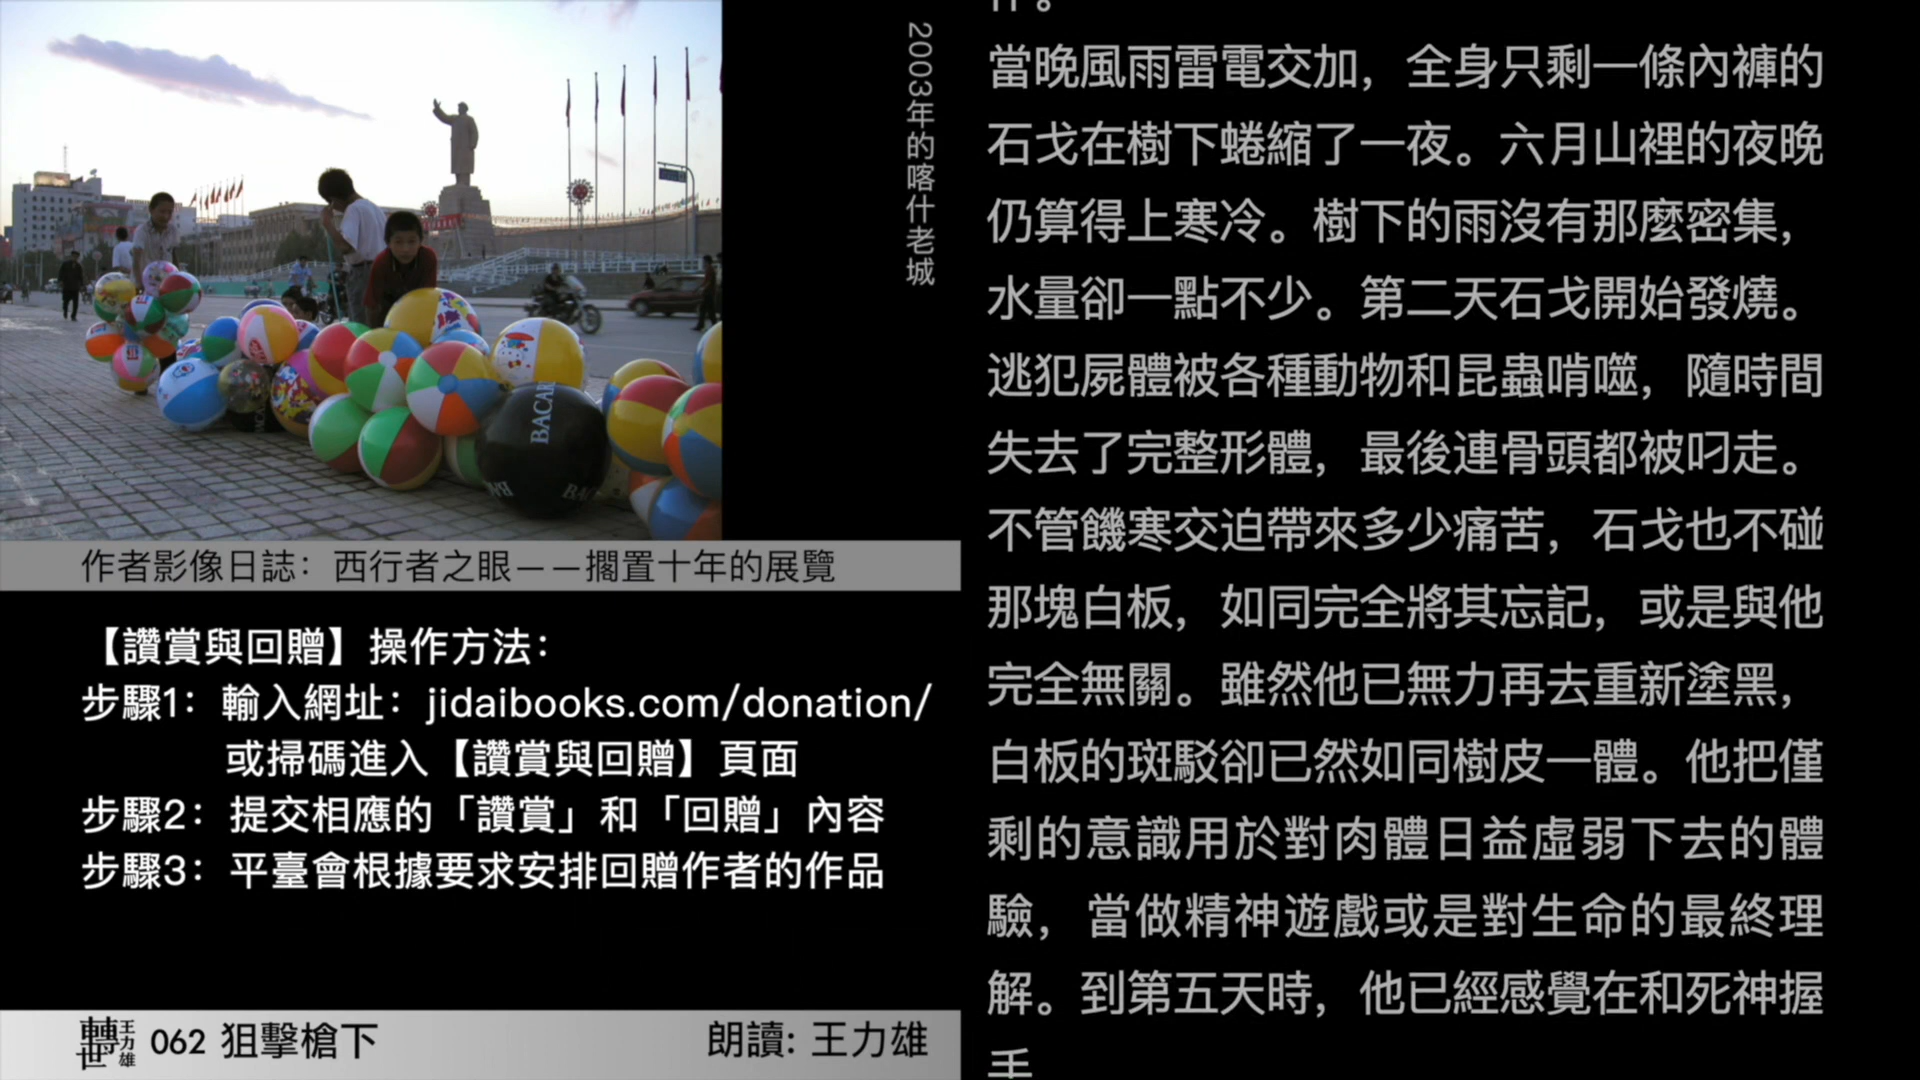 2003年的喀什老城
BACAR
作者影像日誌：西行者之眼——擱置十年的展覽
【讚賞與回贈】操作方法：
步驟1：輸入網址：jidaibooks.com/donation/
或掃碼進入【讚賞與回贈】頁面
步驟2：提交相應的「讚賞」和「回贈」內容
步驟3：平臺會根據要求安排回贈作者的作品
轉世 王力雄 062 狙擊槍下 朗讀: 王力雄
當晚風雨雷電交加，全身只剩一條內褲的
石戈在樹下蜷縮了一夜。六月山裡的夜晚
仍算得上寒冷。樹下的雨沒有那麼密集，
水量卻一點不少。第二天石戈開始發燒。
逃犯屍體被各種動物和昆蟲啃噬，隨時間
失去了完整形體，最後連骨頭都被叼走。
不管饑寒交迫帶來多少痛苦，石戈也不碰
那塊白板，如同完全將其忘記，或是與他
完全無關。雖然他已無力再去重新塗黑，
白板的斑駁卻已然如同樹皮一體。他把僅
剩的意識用於對肉體日益虛弱下去的體
驗，當做精神遊戲或是對生命的最終理
解。到第五天時，他已經感覺在和死神握
手